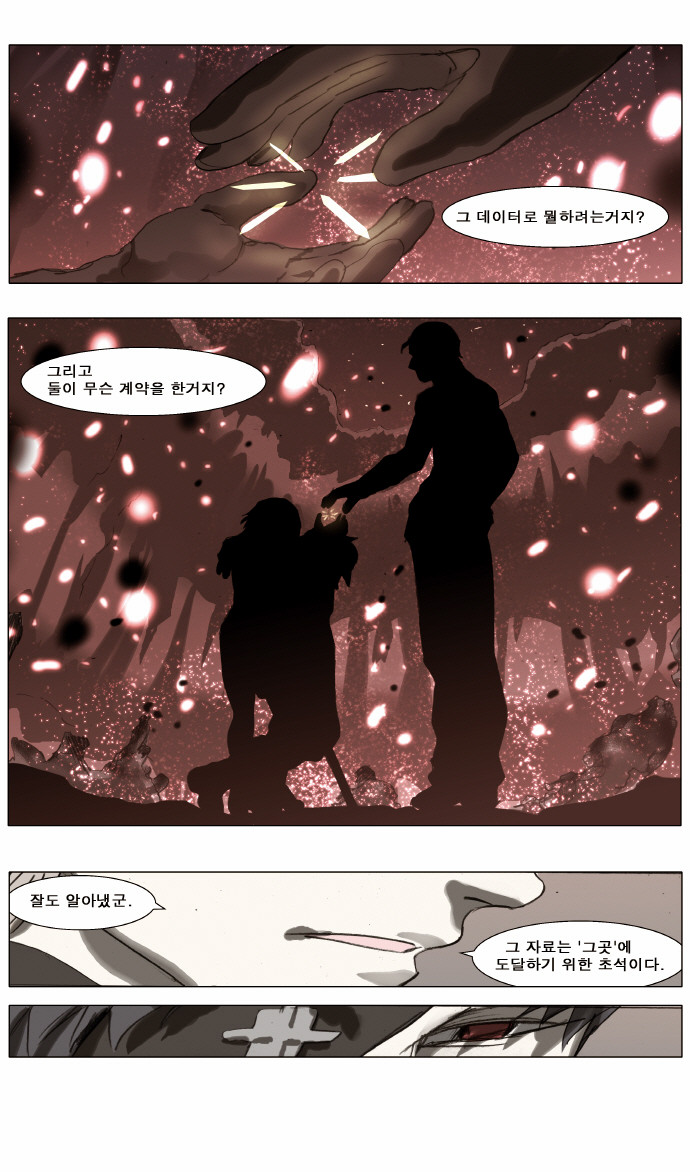 그 데이터로 뭘하려는거지?
그리고
둘이 무슨 계약을 한거지?
잘도 알아냈군.
그 자료는 '그곳'에
도달하기 위한 초석이다.